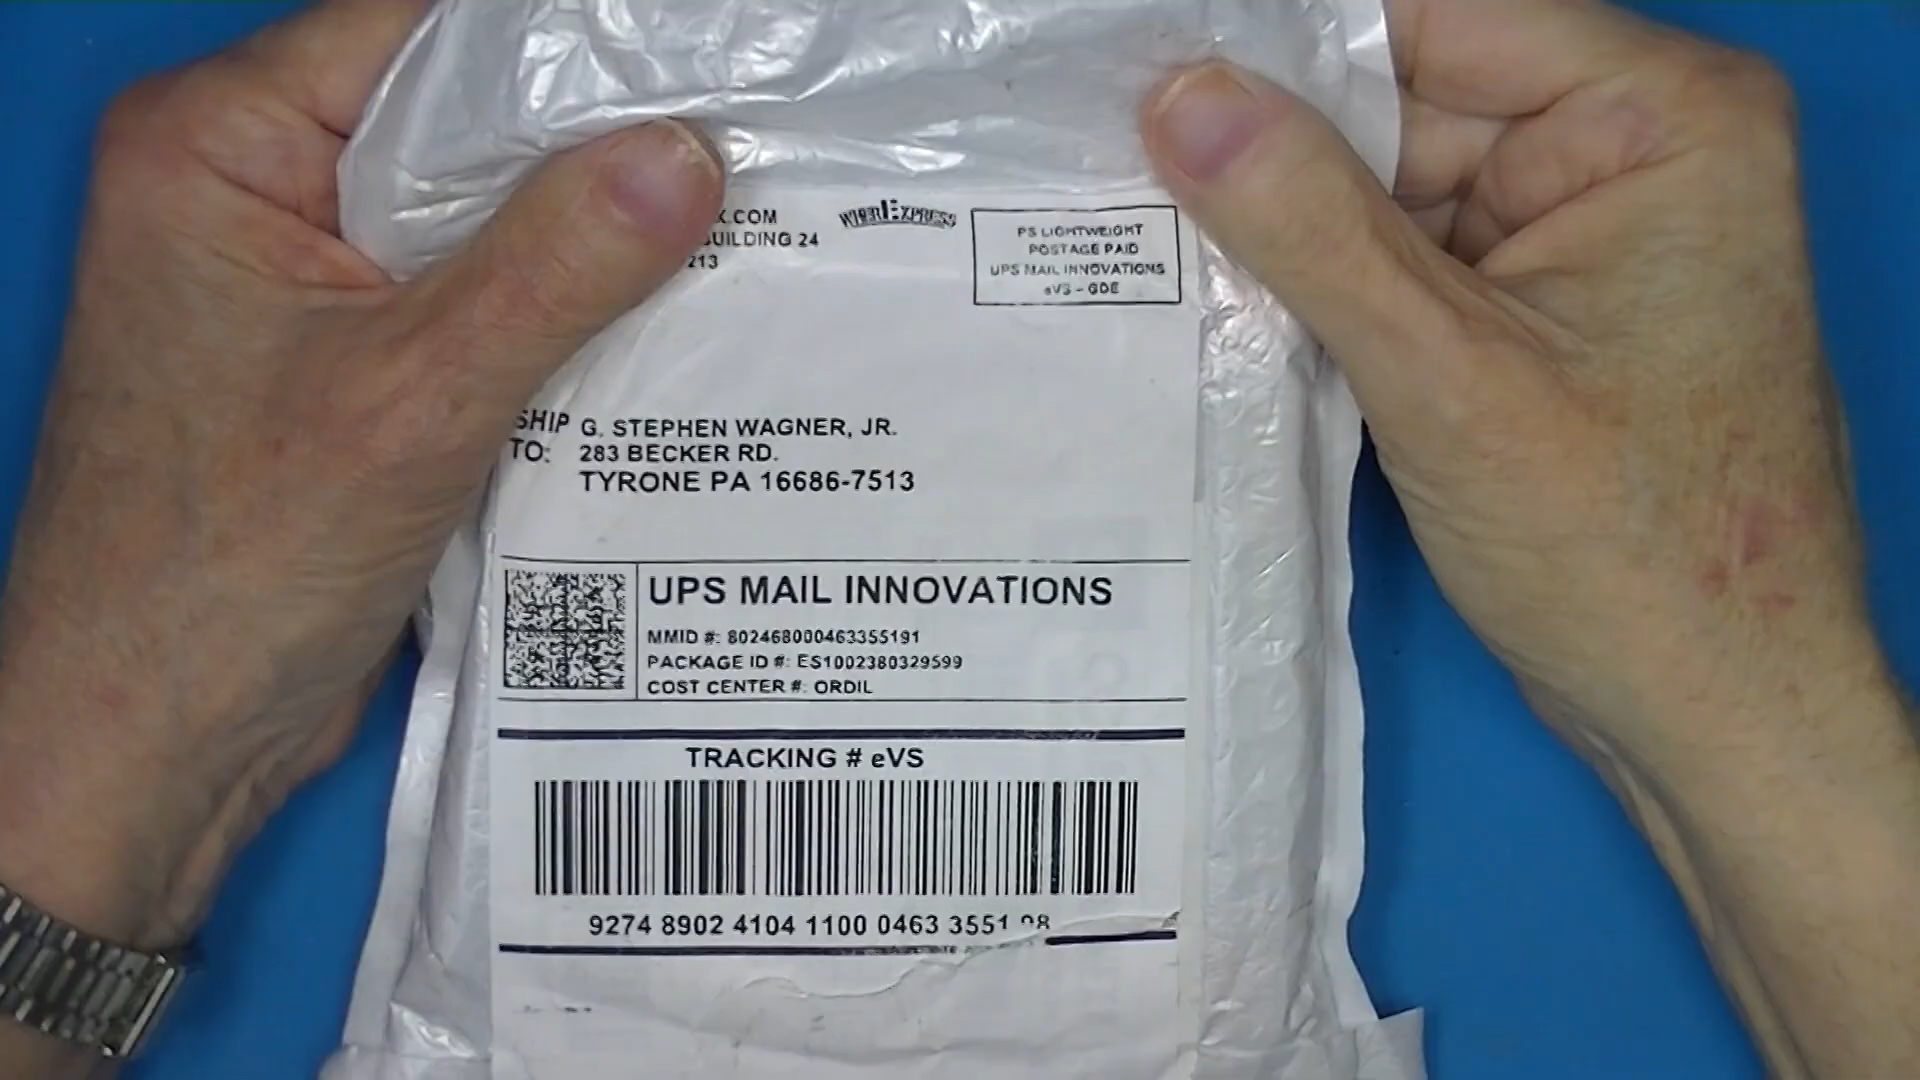 K.COM
BUILDING 24
213
PS LIGHTWEIGHT
POSTAGE PAID
UPS MAIL INNOVATIONS
eVS - GDE
SHIP TO:
G. STEPHEN WAGNER, JR.
283 BECKER RD.
TYRONE PA 16686-7513
UPS MAIL INNOVATIONS
MMID #: 802468000463355191
PACKAGE ID #: ES1002380329599
COST CENTER #: ORDIL
TRACKING # eVS
9274 8902 4104 1100 0463 3551 98